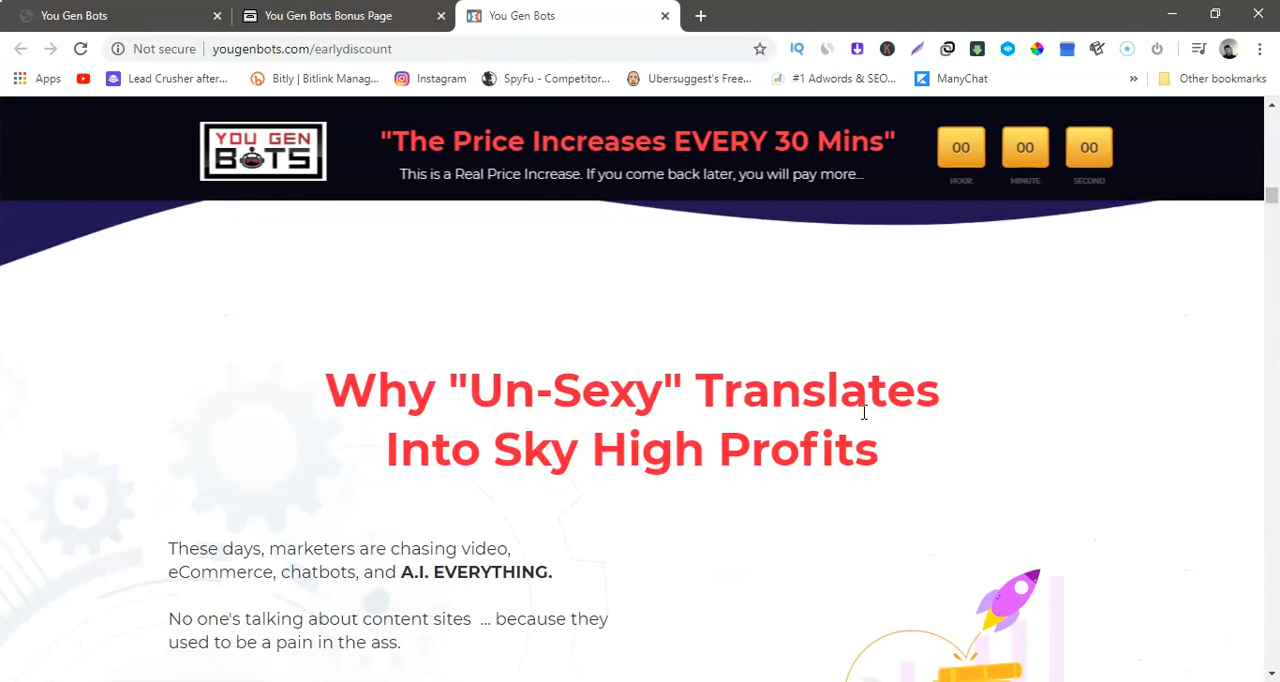 You Gen Bots
You Gen Bots Bonus Page
You Gen Bots
Not secure
yougenbots.com/earlydiscount
Apps
Lead Crusher after...
Bitly | Bitlink Manag...
Instagram
SpyFu - Competitor...
Ubersuggest's Free...
#1 Adwords & SEO...
ManyChat
»
Other bookmarks
YOU GEN
BOTS
"The Price Increases EVERY 30 Mins"
This is a Real Price Increase. If you come back later, you will pay more...
00 00 00
HOUR MINUTE SECOND
Why "Un-Sexy" Translates
Into Sky High Profits
These days, marketers are chasing video,
eCommerce, chatbots, and A.I. EVERYTHING.
No one's talking about content sites ... because they
used to be a pain in the ass.